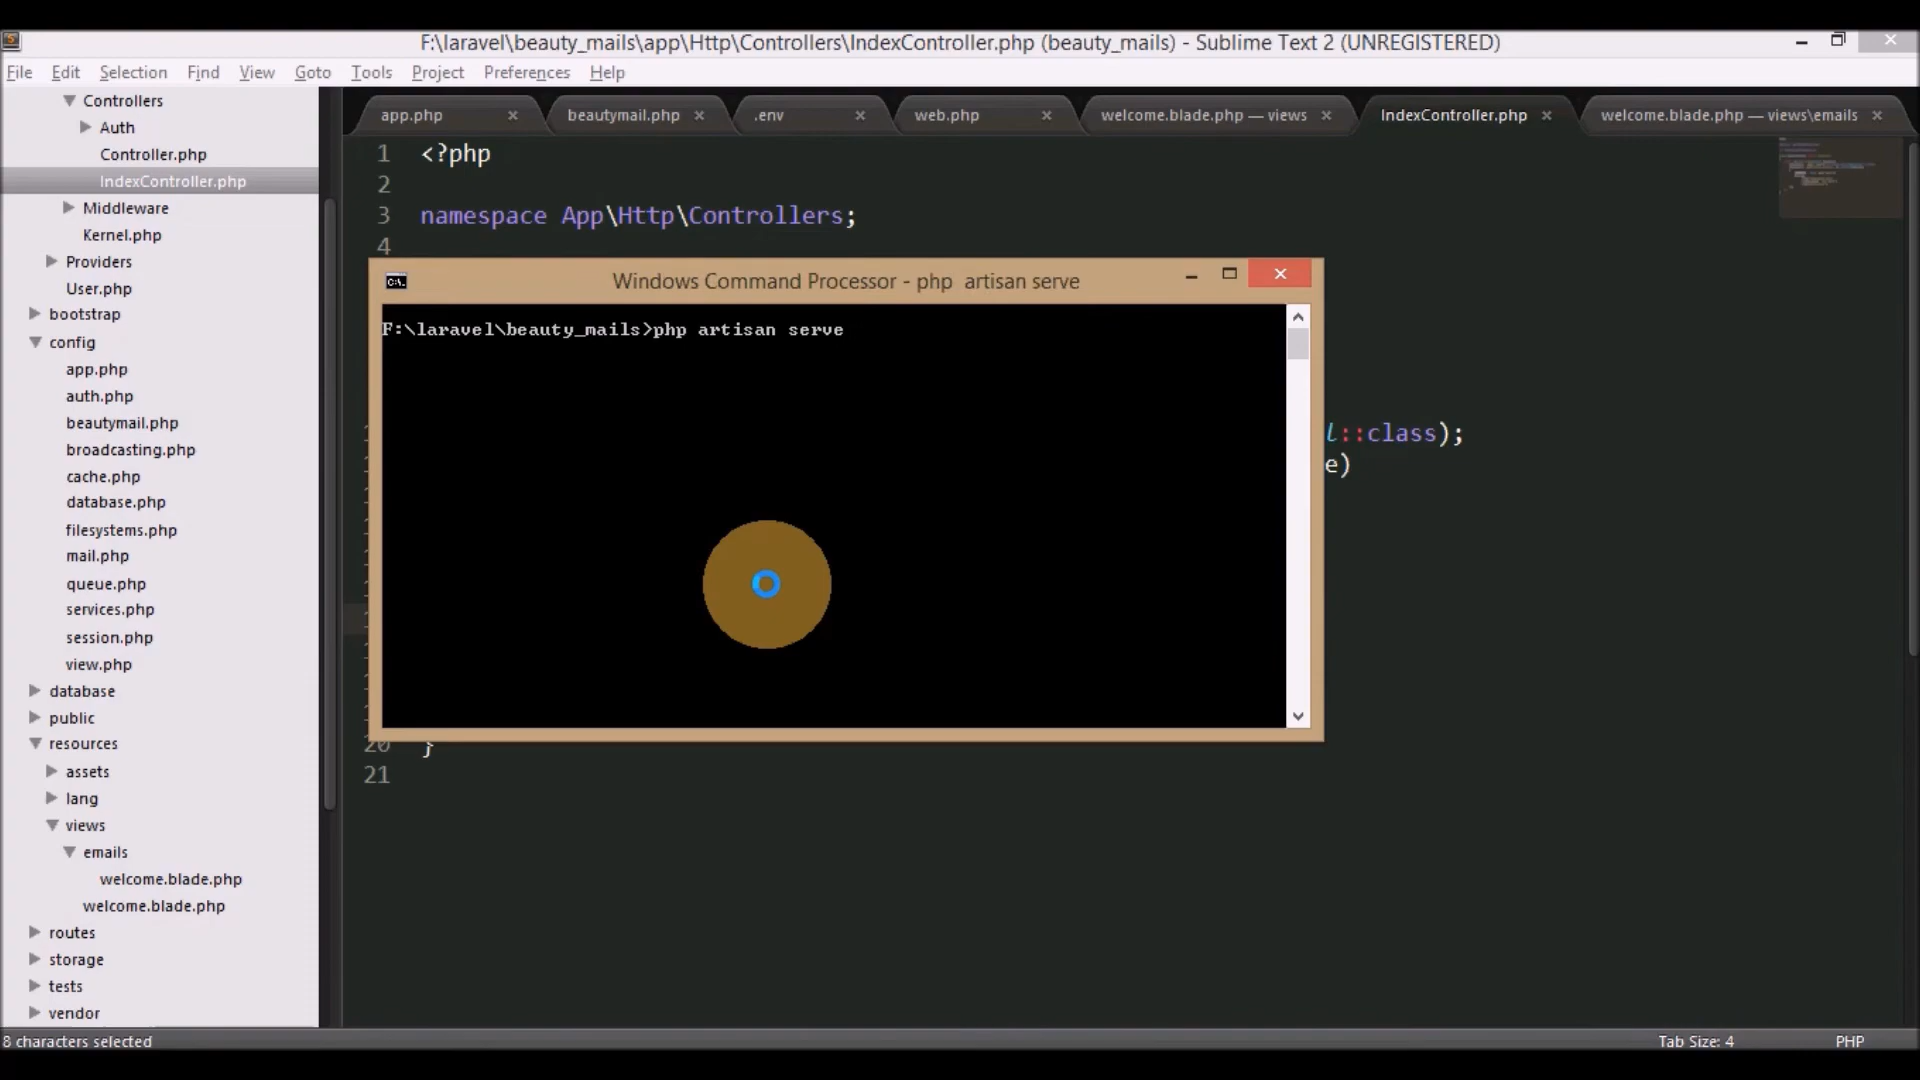 F:\laravel\beauty_mails\app\Http\Controllers\IndexController.php (beauty_mails) - Sublime Text 2 (UNREGISTERED)
File Edit Selection Find View Goto Tools Project Preferences Help
Controllers
Auth
Controller.php
IndexController.php
Middleware
Kernel.php
Providers
User.php
bootstrap
config
app.php
auth.php
beautymail.php
broadcasting.php
cache.php
database.php
filesystems.php
mail.php
queue.php
services.php
session.php
view.php
database
public
resources
assets
lang
views
emails
welcome.blade.php
welcome.blade.php
routes
storage
tests
vendor
app.php beautymail.php .env web.php welcome.blade.php — views IndexController.php welcome.blade.php — views\emails
1 <?php
2
3 namespace App\Http\Controllers;
4
Windows Command Processor - php  artisan serve
F:\laravel\beauty_mails>php artisan serve
::class);
e)
20 }
21
8 characters selected Tab Size: 4 PHP